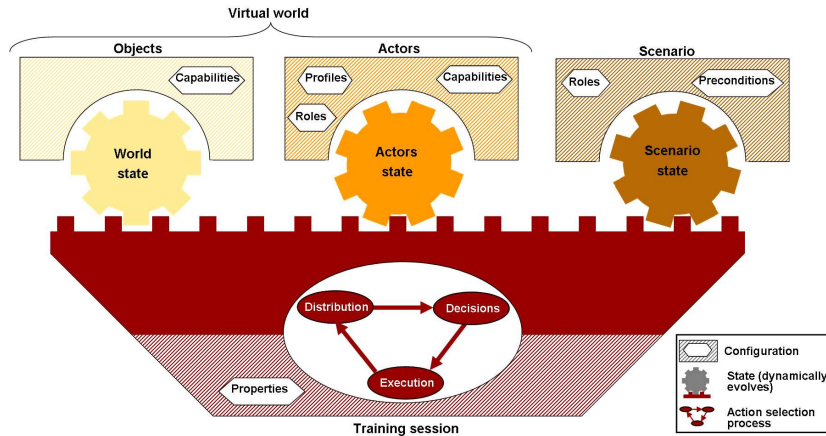 Virtual world
Objects
Actors
Scenario
Capabilities
Profiles
Capabilities
Roles
Preconditions
Roles
World
state
Actors
state
Scenario
state
Distribution
Decisions
Execution
Properties
Training session
Configuration
State (dynamically
evolves)
Action selection
process